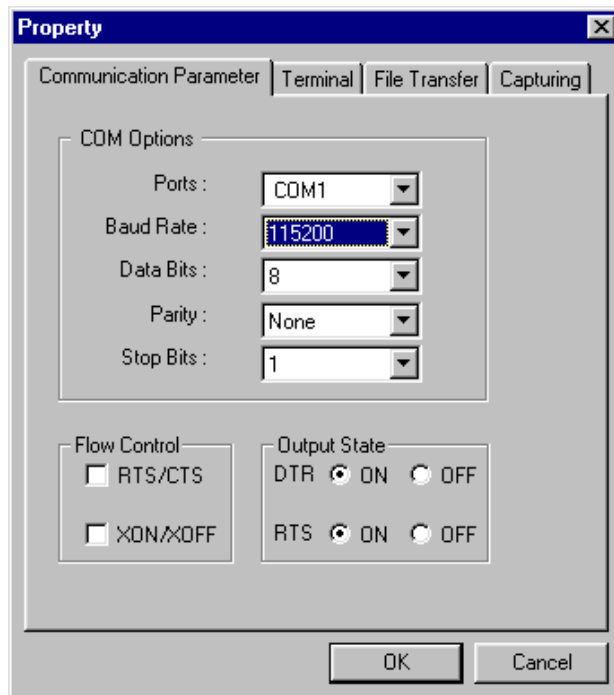 Property
Communication Parameter Terminal File Transfer Capturing
COM Options
Ports : COM1
Baud Rate : 115200
Data Bits : 8
Parity : None
Stop Bits : 1
Flow Control
RTS/CTS
XON/XOFF
Output State
DTR ON OFF
RTS ON OFF
OK Cancel